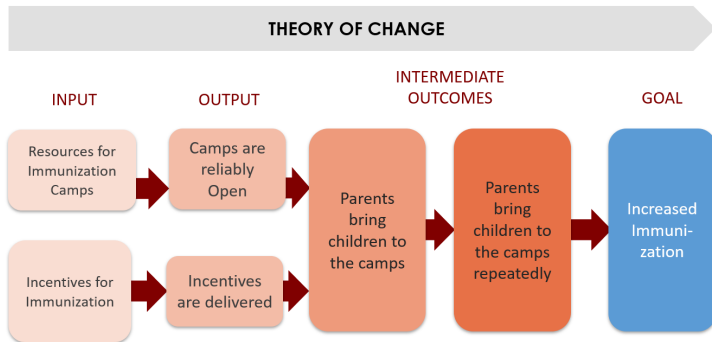 THEORY OF CHANGE
INPUT
OUTPUT
INTERMEDIATE
OUTCOMES
GOAL
Resources for
Immunization
Camps
Camps are
reliably
Open
Incentives for
Immunization
Incentives
are delivered
Parents
bring
children to
the camps
Parents
bring
children to
the camps
repeatedly
Increased
Immuni-
zation